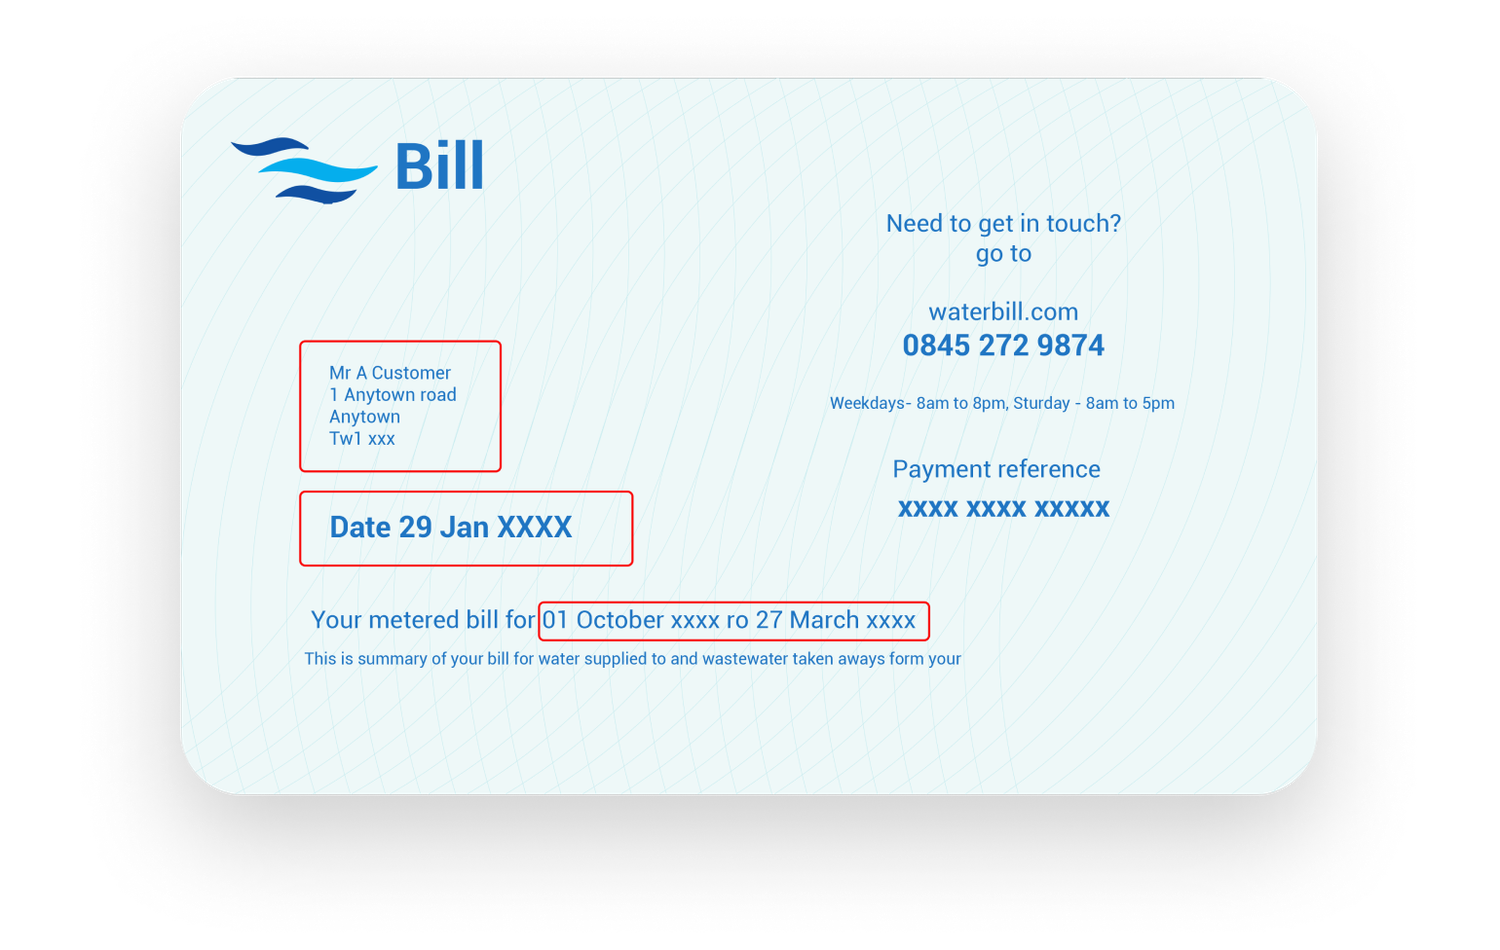 Bill
Need to get in touch?
go to
waterbill.com
0845 272 9874
Weekdays- 8am to 8pm, Sturday - 8am to 5pm
Payment reference
xxxx xxxx xxxxx
Mr A Customer
1 Anytown road
Anytown
Tw1 xxx
Date 29 Jan XXXX
Your metered bill for 01 October xxxx ro 27 March xxxx
This is summary of your bill for water supplied to and wastewater taken aways form your